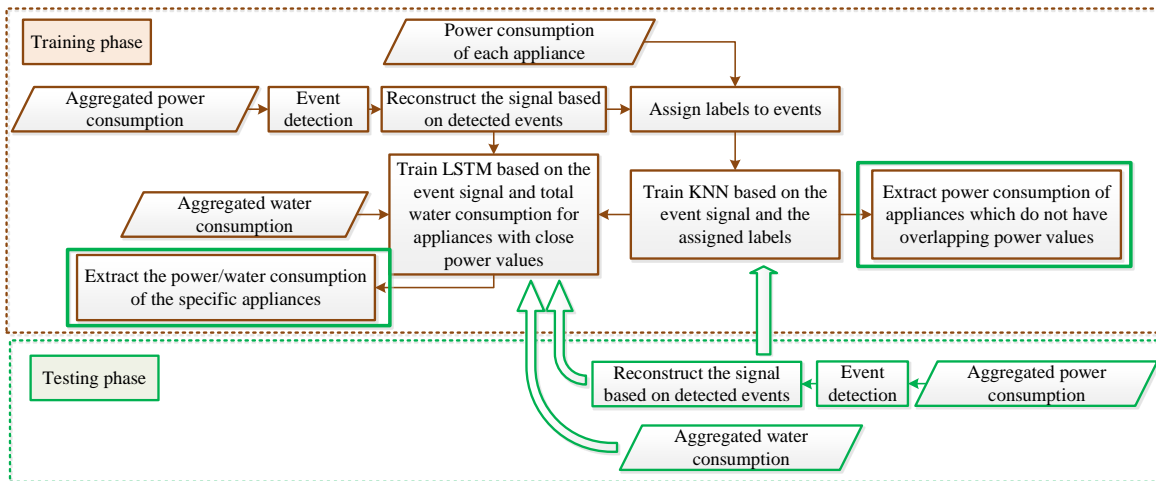 Training phase
Power consumption
of each appliance
Aggregated power
consumption
Event
detection
Reconstruct the signal based
on detected events
Assign labels to events
Aggregated water
consumption
Train LSTM based on the
event signal and total
water consumption for
appliances with close
power values
Train KNN based on the
event signal and the
assigned labels
Extract power consumption of
appliances which do not have
overlapping power values
Extract the power/water consumption
of the specific appliances
Testing phase
Reconstruct the signal
based on detected events
Event
detection
Aggregated power
consumption
Aggregated water
consumption